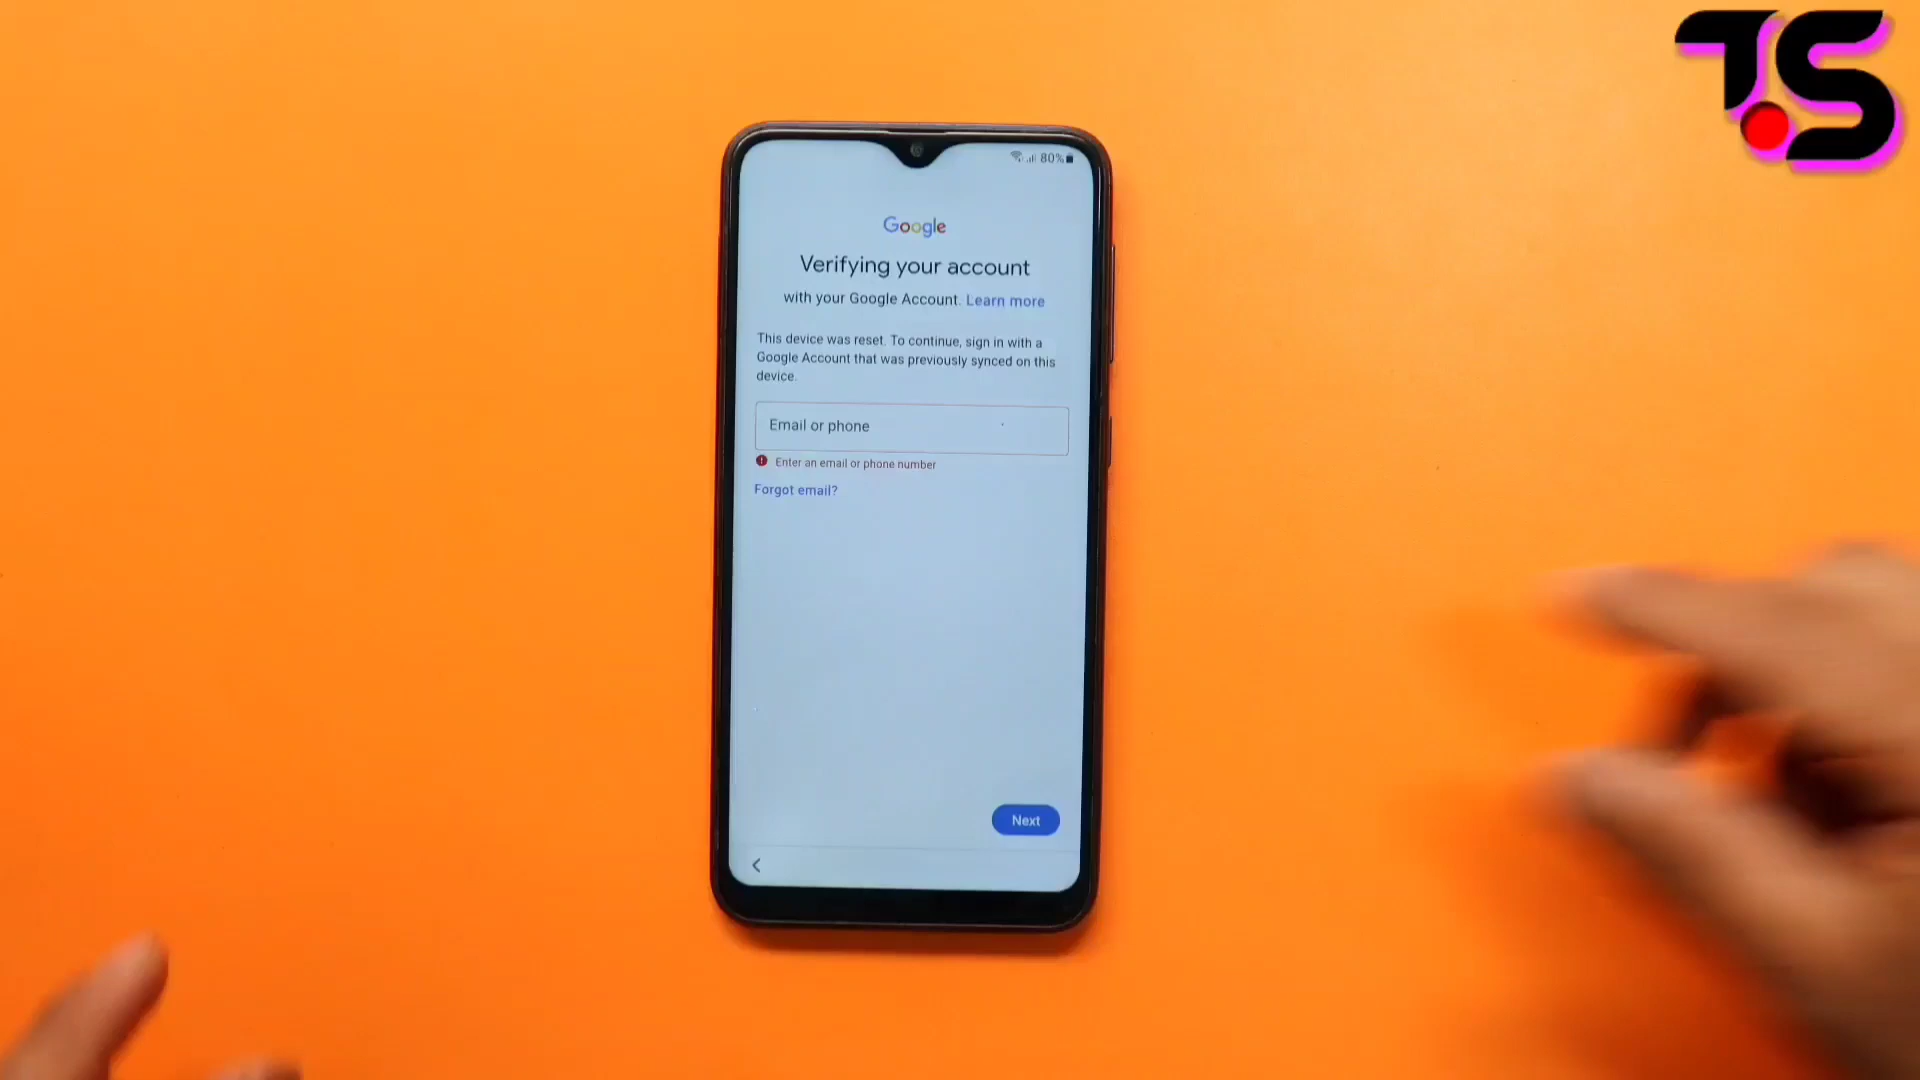 T.S
80%
Google
Verifying your account
with your Google Account. Learn more
This device was reset. To continue, sign in with a
Google Account that was previously synced on this
device.
Email or phone
Enter an email or phone number
Forgot email?
Next